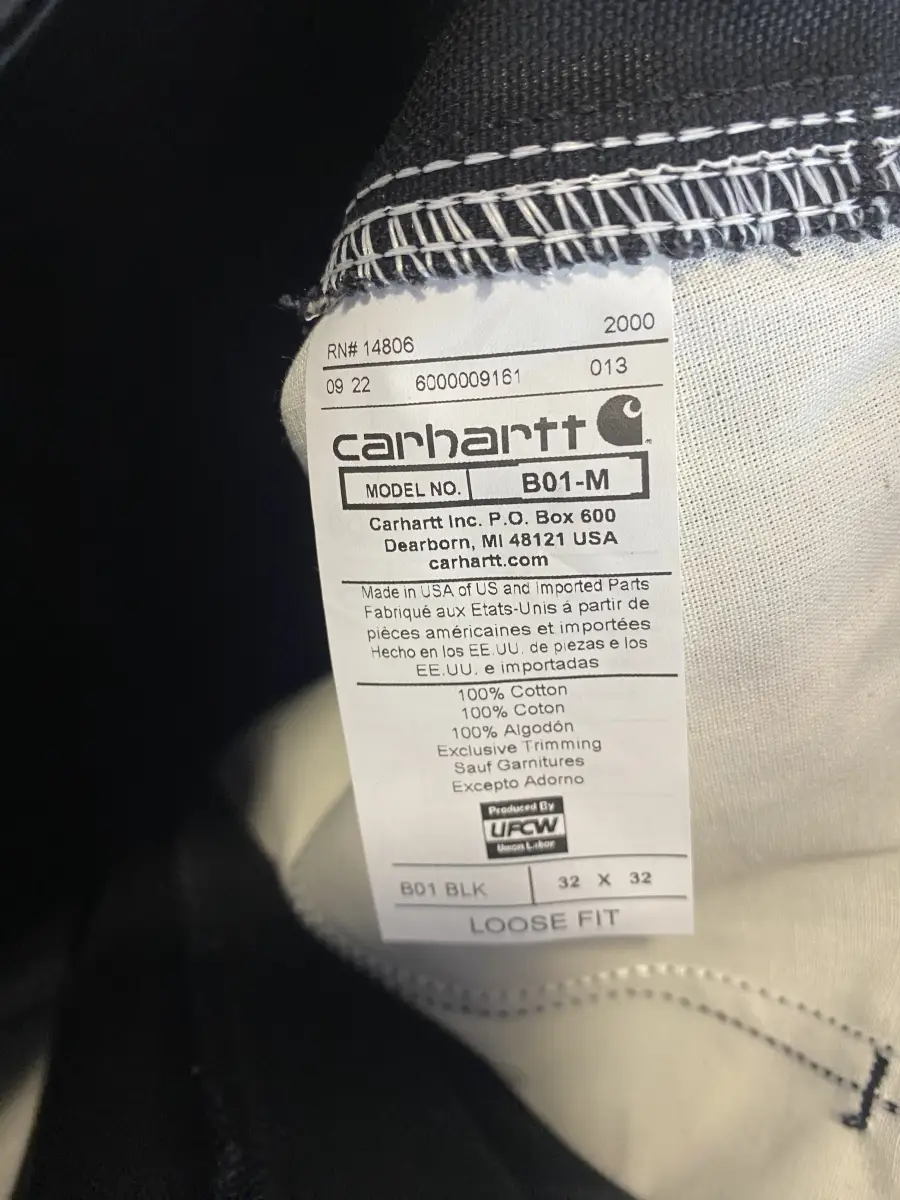 RN# 14806 2000
09 22 6000009161 013
carhartt
MODEL NO. B01-M
Carhartt Inc. P.O. Box 600
Dearborn, MI 48121 USA
carhartt.com
Made in USA of US and Imported Parts
Fabriqué aux Etats-Unis á partir de
pièces américaines et importées
Hecho en los EE.UU. de piezas e los
EE.UU. e importadas
100% Cotton
100% Coton
100% Algodón
Exclusive Trimming
Sauf Garnitures
Excepto Adorno
Produced By
UFCW
Union Labor
B01 BLK 32 X 32
LOOSE FIT